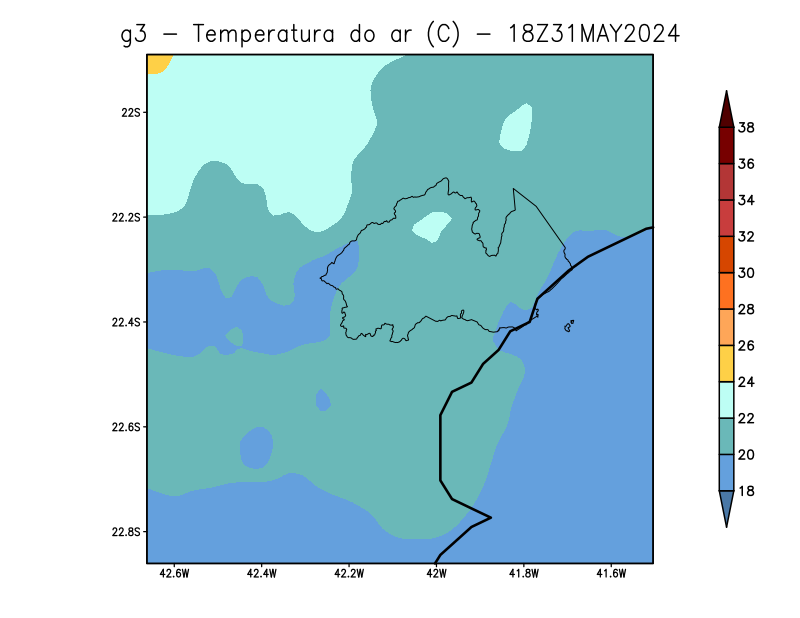 g3 – Temperatura do ar (C) – 18Z31MAY2024
22S
22.2S
22.4S
22.6S
22.8S
42.6W
42.4W
42.2W
42W
41.8W
41.6W
38
36
34
32
30
28
26
24
22
20
18